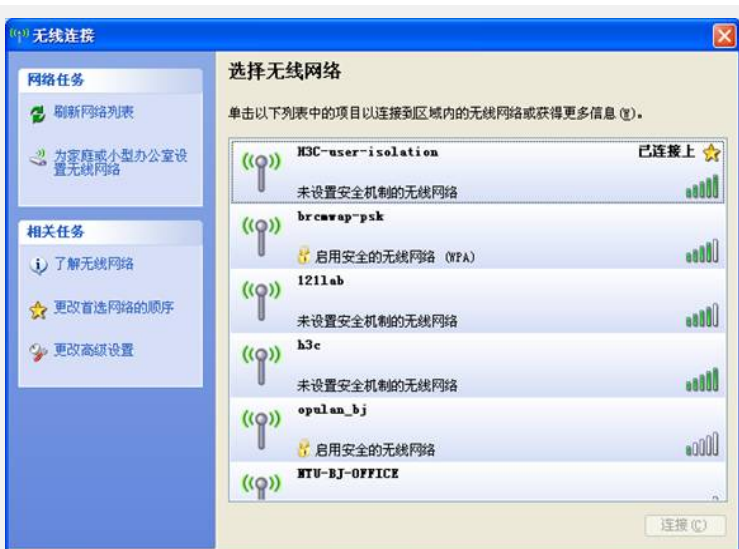 无线连接
网络任务
刷新网络列表
为家庭或小型办公室设
置无线网络
相关任务
了解无线网络
更改首选网络的顺序
更改高级设置
选择无线网络
单击以下列表中的项目以连接到区域内的无线网络或获得更多信息(W)。
H3C-user-isolation
已连接上
未设置安全机制的无线网络
brcmwap-psk
启用安全的无线网络 (WPA)
121lab
未设置安全机制的无线网络
h3c
未设置安全机制的无线网络
opulan_bj
启用安全的无线网络
NTU-BJ-OFFICE
连接(C)